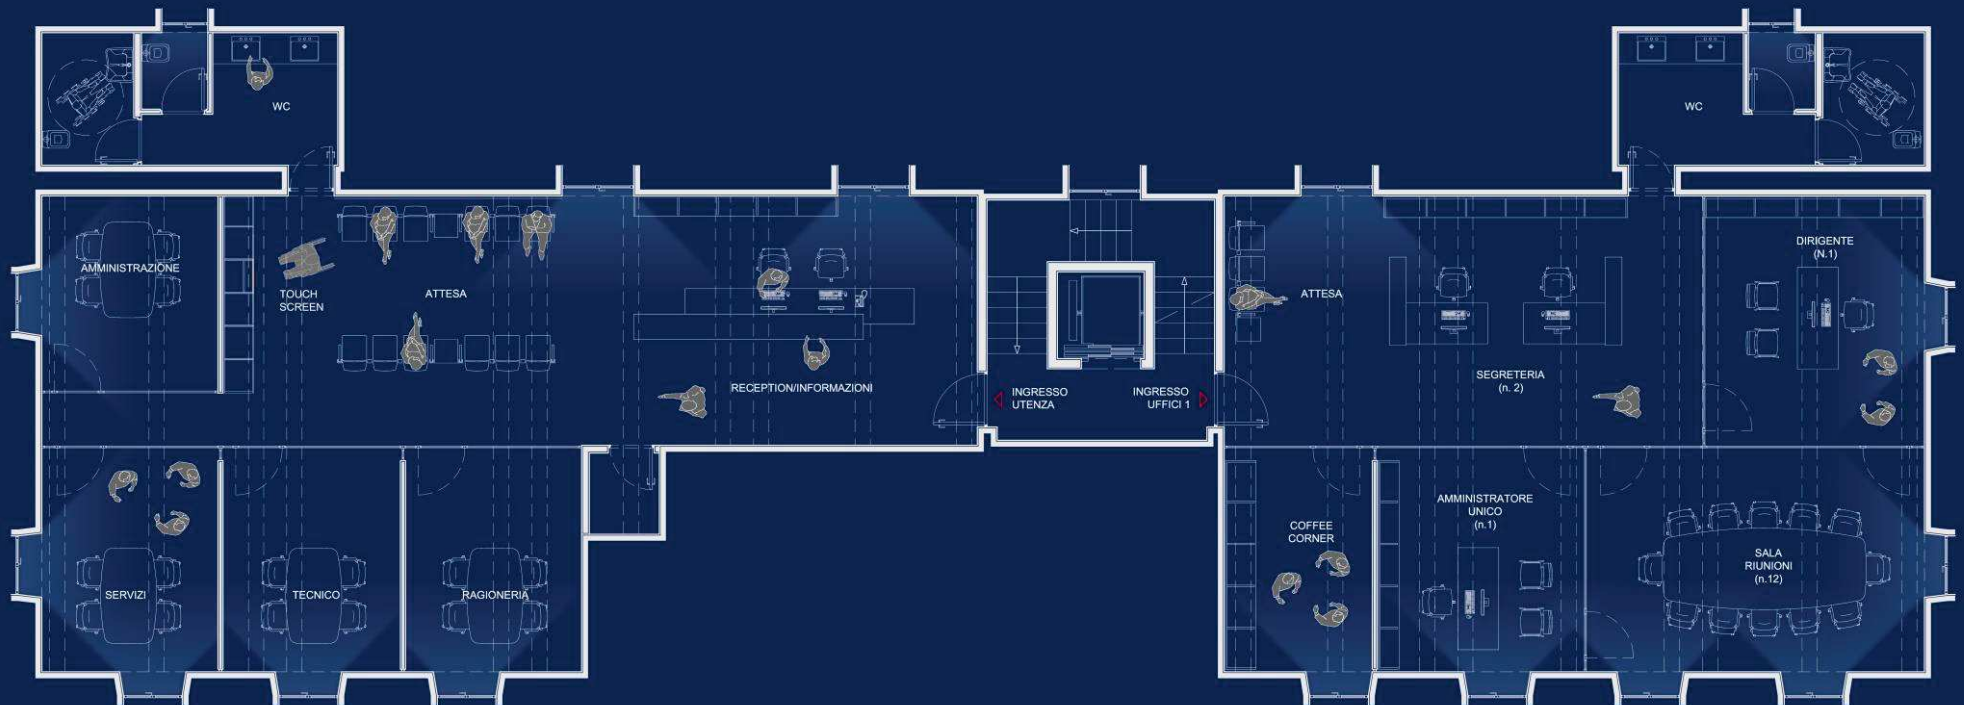 WC
WC
AMMINISTRAZIONE
TOUCH
SCREEN
ATTESA
RECEPTION/INFORMAZIONI
INGRESSO
UTENZA
INGRESSO
UFFICI 1
ATTESA
SEGRETERIA
(n. 2)
DIRIGENTE
(N.1)
SERVIZI
TECNICO
RAGIONERIA
COFFEE
CORNER
AMMINISTRATORE
UNICO
(n.1)
SALA
RIUNIONI
(n.12)